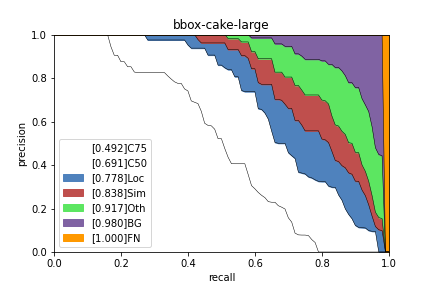 bbox-cake-large
precision
1.0
0.8
0.6
0.4
0.2
0.0
[0.492]C75
[0.691]C50
[0.778]Loc
[0.838]Sim
[0.917]Oth
[0.980]BG
[1.000]FN
0.0 0.2 0.4 0.6 0.8 1.0
recall